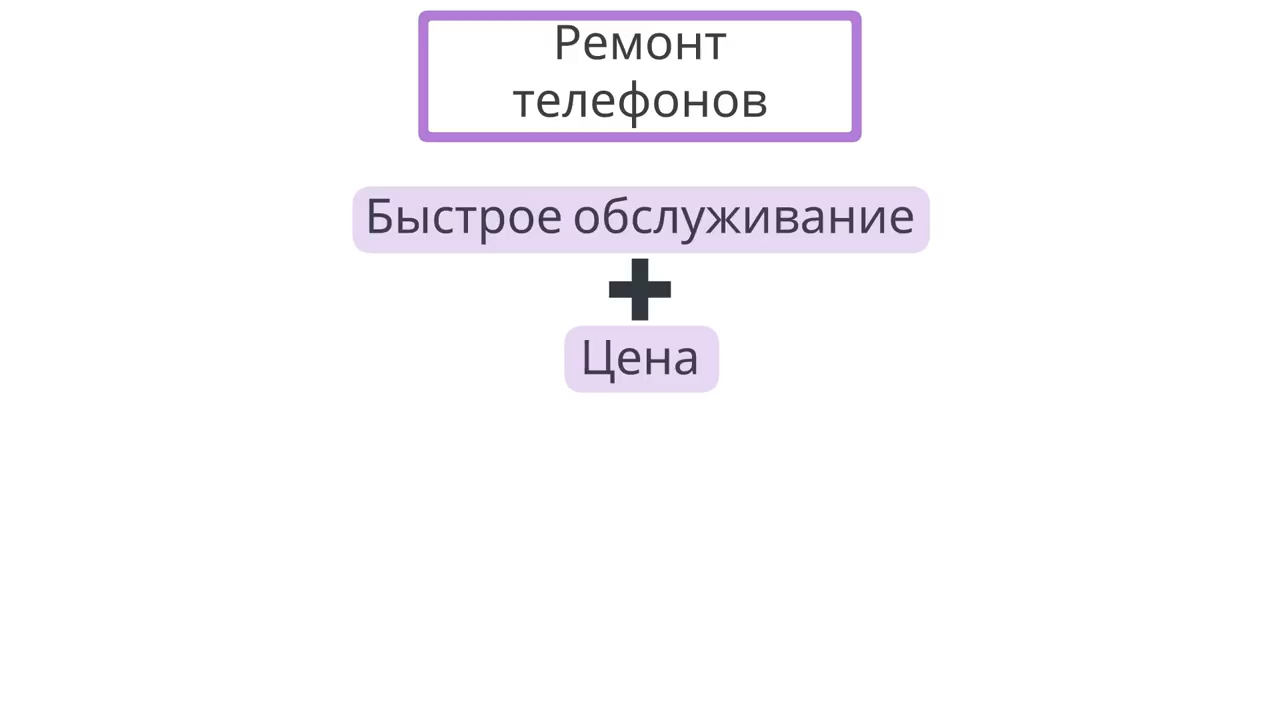 Ремонт
телефонов
Быстрое обслуживание
Цена